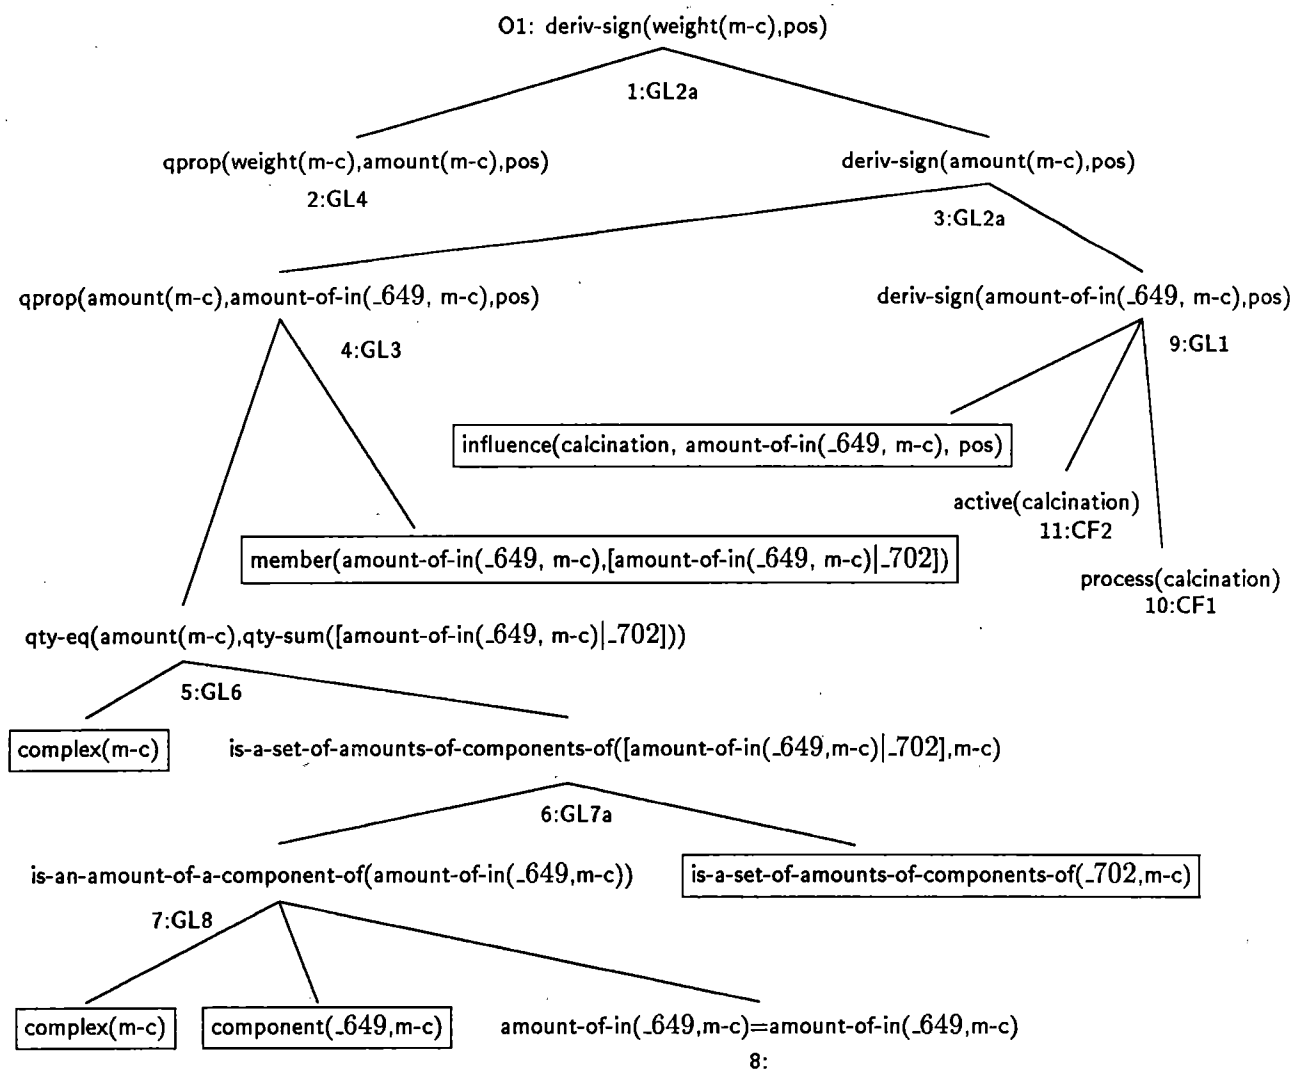 O1: deriv-sign(weight(m-c),pos)
1:GL2a
qprop(weight(m-c),amount(m-c),pos)
deriv-sign(amount(m-c),pos)
2:GL4
3:GL2a
qprop(amount(m-c),amount-of-in(_649, m-c),pos)
deriv-sign(amount-of-in(_649, m-c),pos)
4:GL3
9:GL1
influence(calcination, amount-of-in(_649, m-c), pos)
active(calcination)
11:CF2
member(amount-of-in(_649, m-c),[amount-of-in(_649, m-c)|_702])
process(calcination)
10:CF1
qty-eq(amount(m-c),qty-sum([amount-of-in(_649, m-c)|_702]))
5:GL6
complex(m-c)
is-a-set-of-amounts-of-components-of([amount-of-in(_649,m-c)|_702],m-c)
6:GL7a
is-an-amount-of-a-component-of(amount-of-in(_649,m-c))
is-a-set-of-amounts-of-components-of(_702,m-c)
7:GL8
complex(m-c)
component(_649,m-c)
amount-of-in(_649,m-c)=amount-of-in(_649,m-c)
8: